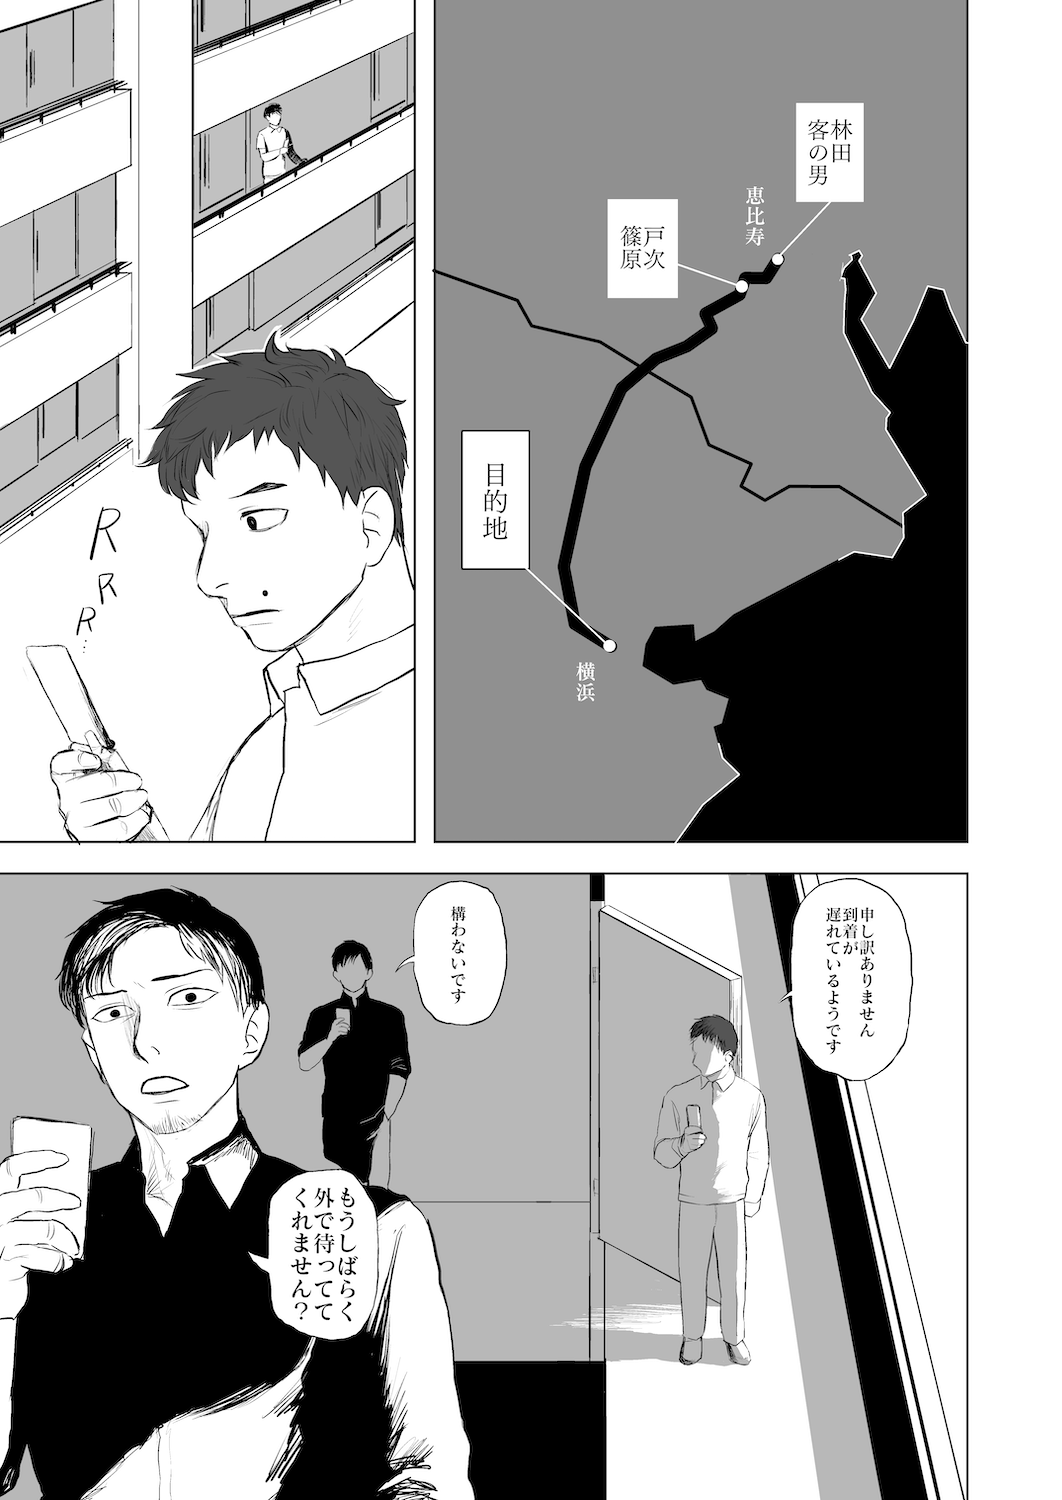 林田
客の男
恵比寿
戸次
篠原
目的地
横浜
R
R
R…
申し訳ありません
到着が
遅れているようです
構わないです
もうしばらく
外で待ってて
くれません？